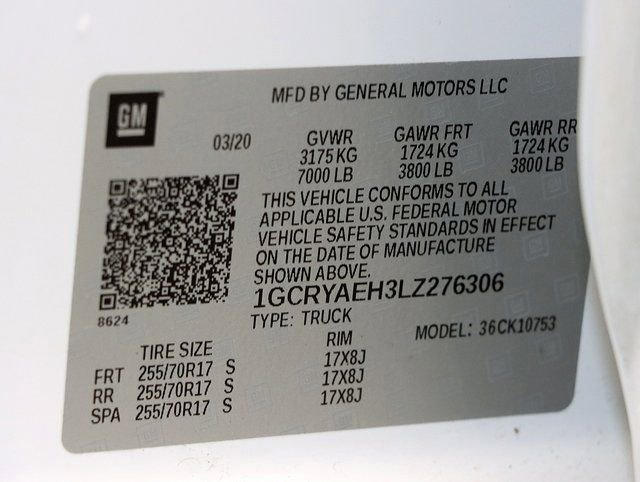 GM
MFD BY GENERAL MOTORS LLC
03/20
GVWR GAWR FRT GAWR RR
3175 KG 1724 KG 1724 KG
7000 LB 3800 LB 3800 LB
THIS VEHICLE CONFORMS TO ALL
APPLICABLE U.S. FEDERAL MOTOR
VEHICLE SAFETY STANDARDS IN EFFECT
ON THE DATE OF MANUFACTURE
SHOWN ABOVE.
1GCRYAEH3LZ276306
8624
TYPE: TRUCK
MODEL: 36CK10753
TIRE SIZE RIM
FRT 255/70R17 S 17X8J
RR 255/70R17 S 17X8J
SPA 255/70R17 S 17X8J